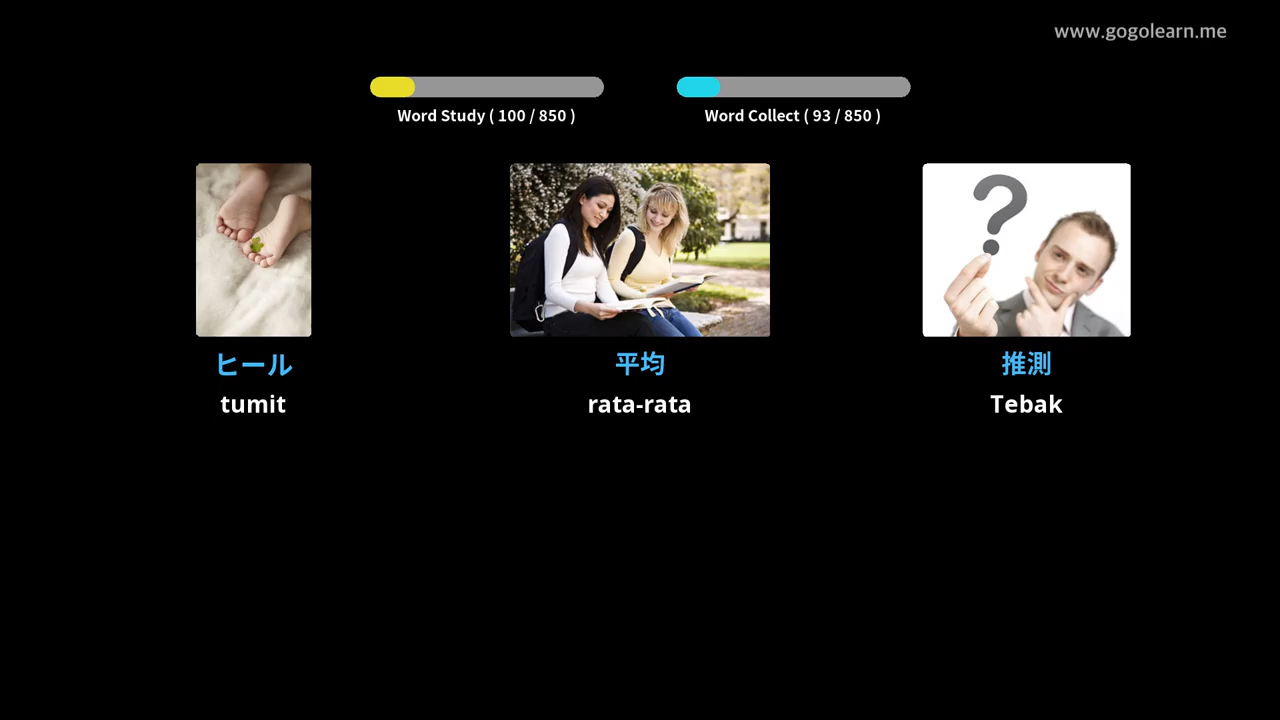 www.gogolearn.me
Word Study ( 100 / 850 )
Word Collect ( 93 / 850 )
ヒール
平均
推測
tumit
rata-rata
Tebak